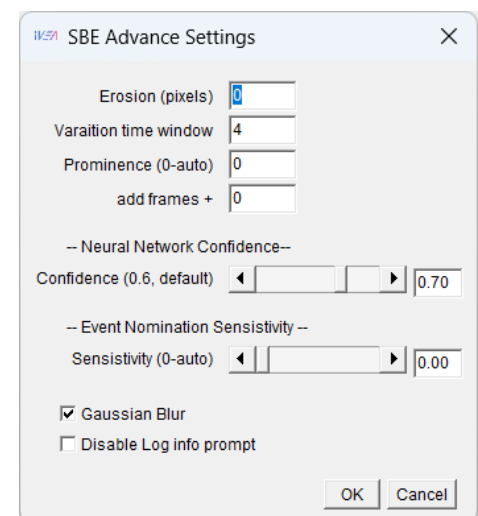 SBE Advance Settings
Erosion (pixels) 0
Varaition time window 4
Prominence (0-auto) 0
add frames + 0
-- Neural Network Confidence--
Confidence (0.6, default) 0.70
-- Event Nomination Sensistivity --
Sensistivity (0-auto) 0.00
Gaussian Blur
Disable Log info prompt
OK Cancel